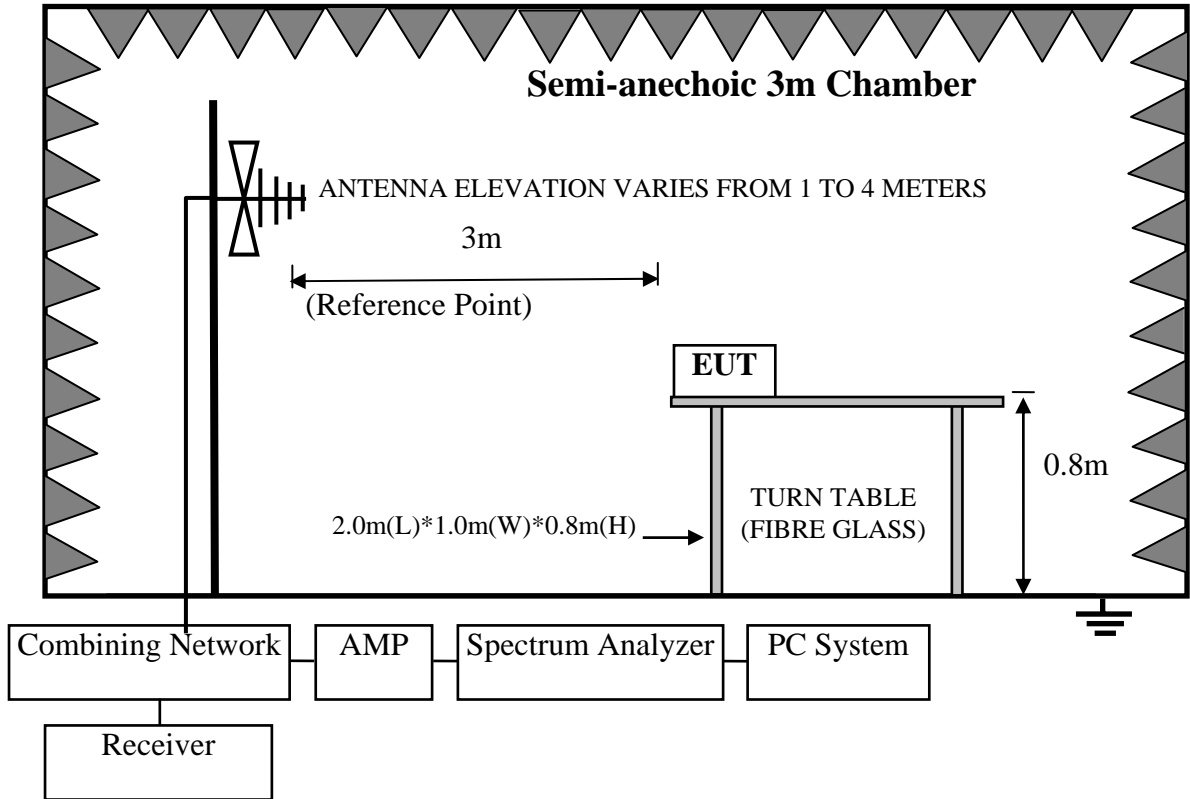 Semi-anechoic 3m Chamber
ANTENNA ELEVATION VARIES FROM 1 TO 4 METERS
3m
(Reference Point)
EUT
0.8m
TURN TABLE
(FIBRE GLASS)
2.0m(L)*1.0m(W)*0.8m(H)
Combining Network
AMP
Spectrum Analyzer
PC System
Receiver